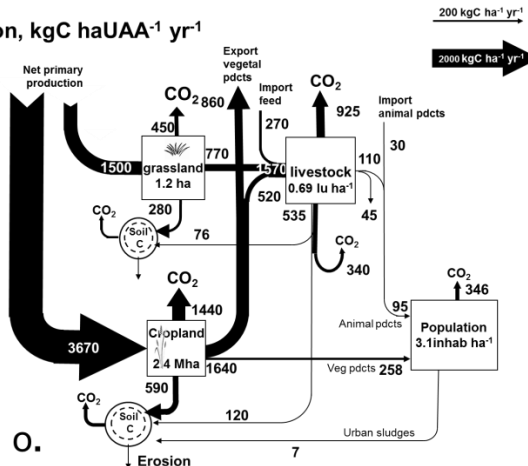 on, kgC haUAA⁻¹ yr⁻¹
200 kgC ha⁻¹ yr⁻¹
2000 kgC ha⁻¹ yr⁻¹
Net primary
production
Export
vegetal
pdcts
860
Import
feed
270
CO₂
450
CO₂
925
Import
animal pdcts
30
1500
grassland
1.2 ha
770
1570
520
livestock
0.69 lu ha⁻¹
110
45
280
CO₂
Soil
C
76
535
CO₂
340
CO₂
1440
CO₂
346
3670
Cropland
2.4 Mha
1640
95
Animal pdcts
Population
3.1inhab ha⁻¹
Veg pdcts 258
590
CO₂
Soil
C
120
Urban sludges
7
o.
Erosion